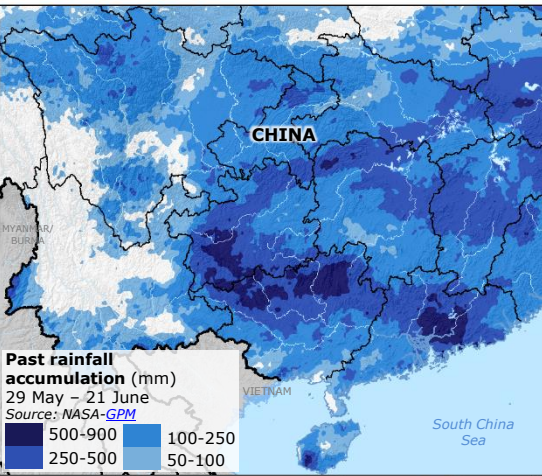 CHINA
MYANMAR/
BURMA
Past rainfall
accumulation (mm)
29 May – 21 June
Source: NASA-GPM
500-900
100-250
250-500
50-100
VIETNAM
South China
Sea